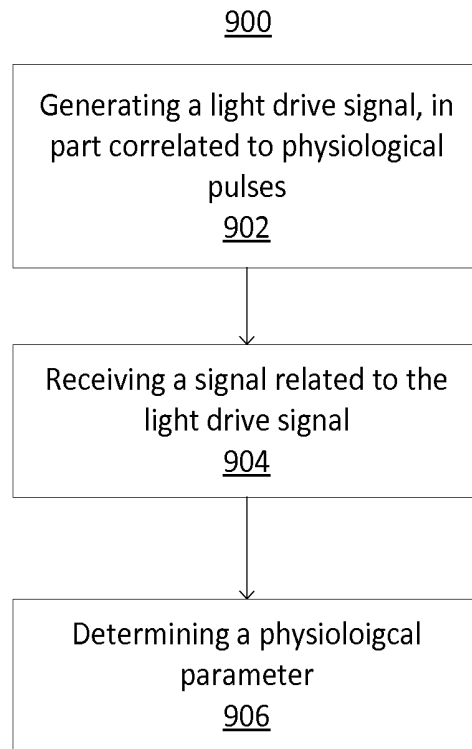 900
Generating a light drive signal, in
part correlated to physiological
pulses
902
Receiving a signal related to the
light drive signal
904
Determining a physioloigcal
parameter
906